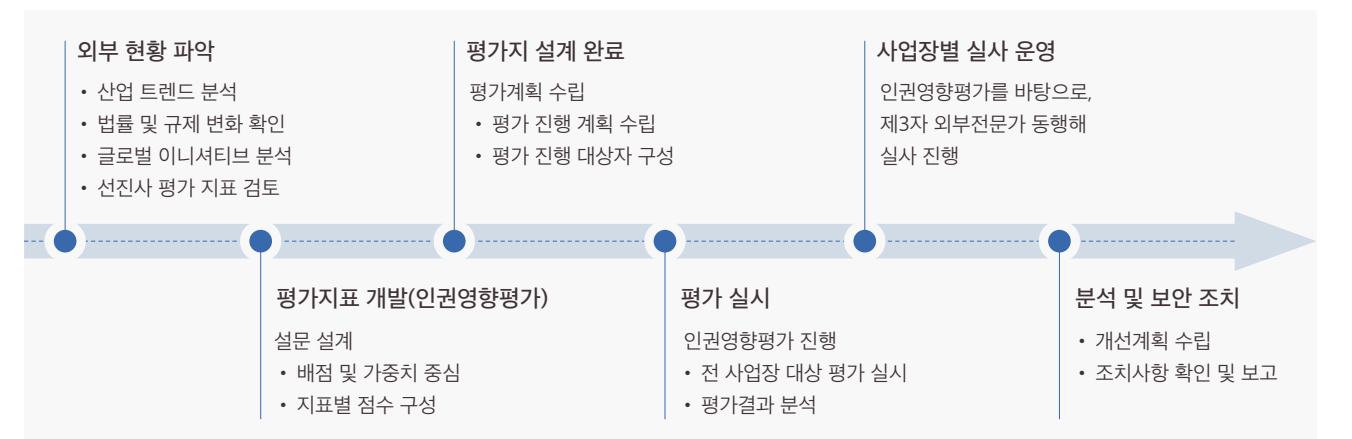 외부 현황 파악
• 산업 트렌드 분석
• 법률 및 규제 변화 확인
• 글로벌 이니셔티브 분석
• 선진사 평가 지표 검토
평가지표 개발(인권영향평가)
설문 설계
• 배점 및 가중치 중심
• 지표별 점수 구성
평가지 설계 완료
평가계획 수립
• 평가 진행 계획 수립
• 평가 진행 대상자 구성
평가 실시
인권영향평가 진행
• 전 사업장 대상 평가 실시
• 평가결과 분석
사업장별 실사 운영
인권영향평가를 바탕으로,
제3자 외부전문가 동행해
실사 진행
분석 및 보안 조치
• 개선계획 수립
• 조치사항 확인 및 보고